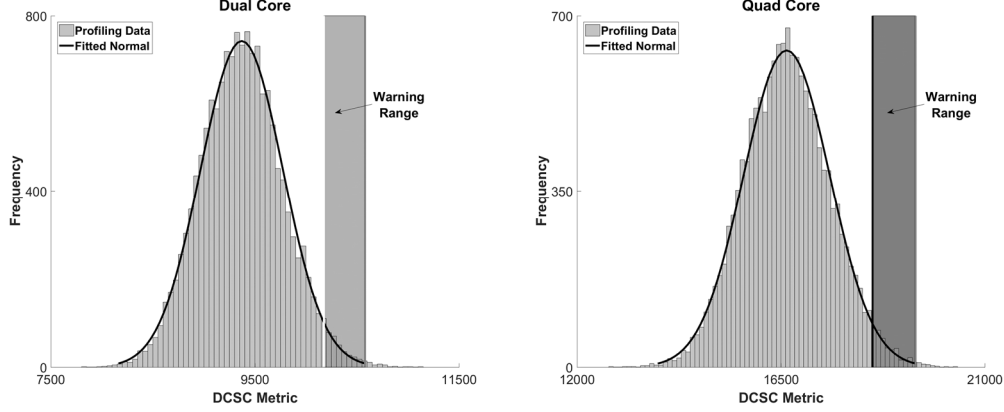 Dual Core
800
400
0
Frequency
Profiling Data
Fitted Normal
Warning
Range
7500
9500
11500
DCSC Metric
Quad Core
700
350
0
Frequency
Profiling Data
Fitted Normal
Warning
Range
12000
16500
21000
DCSC Metric